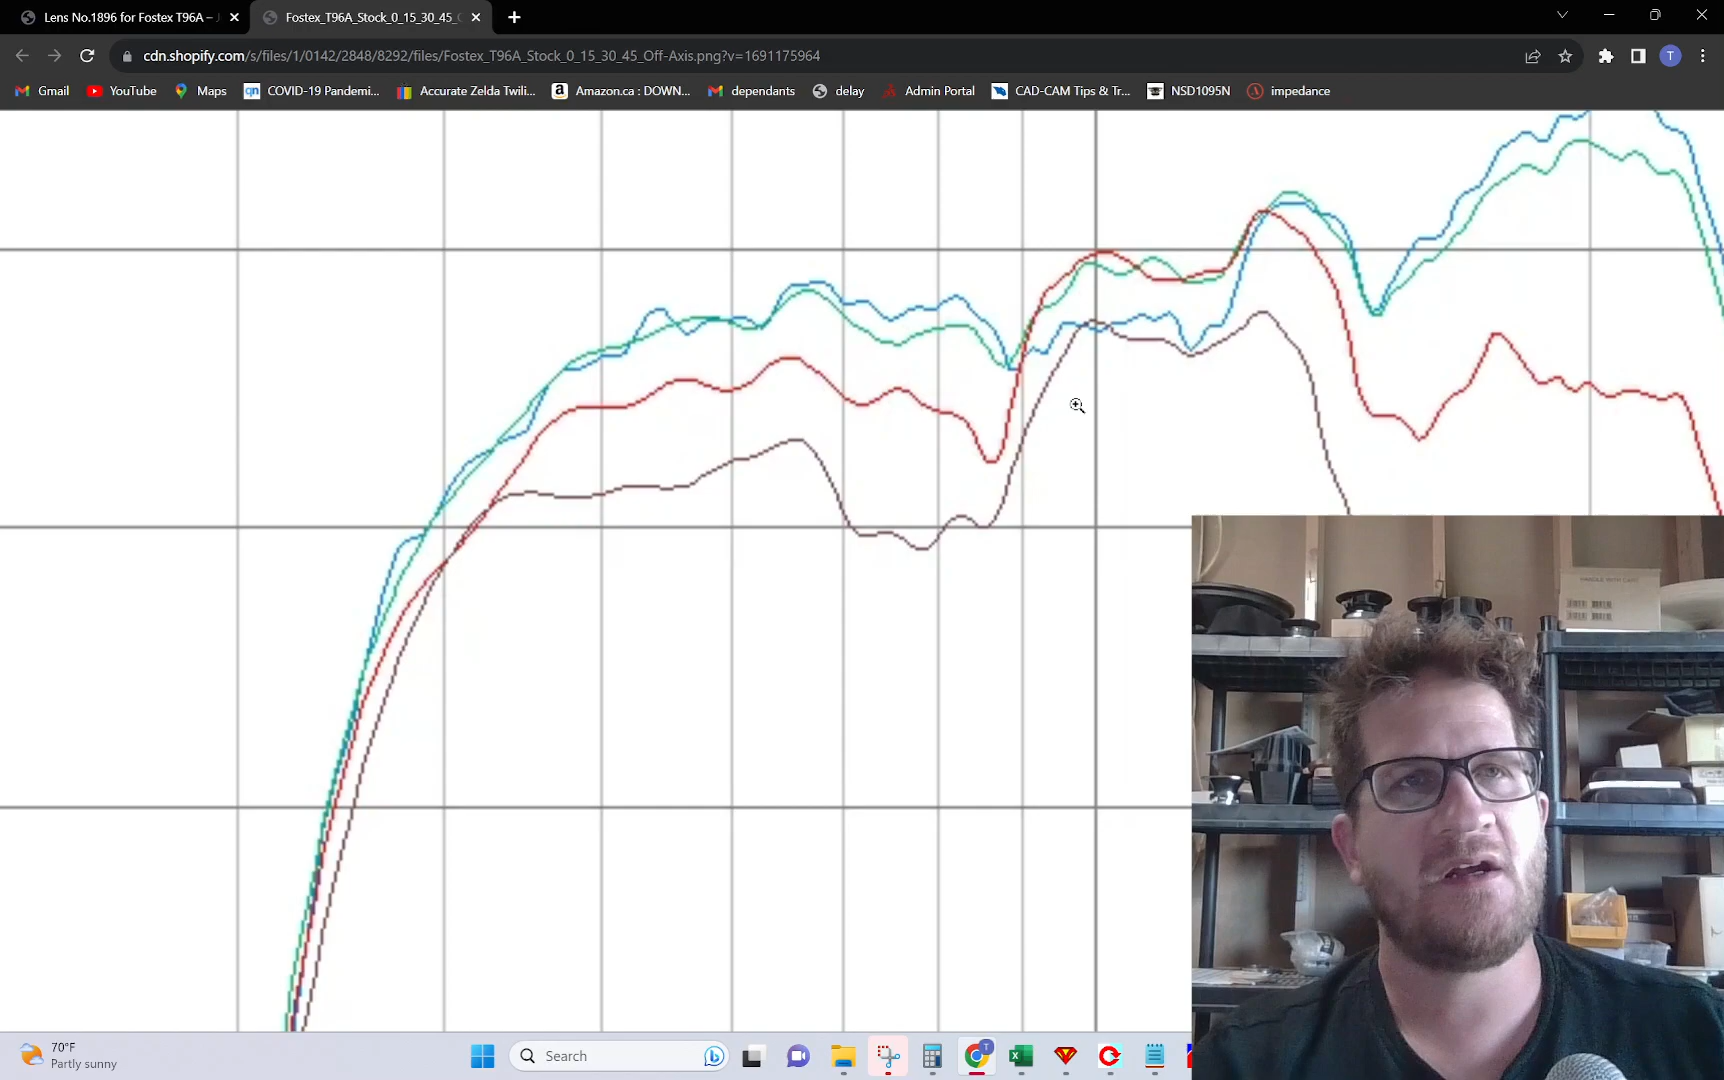 Lens No.1896 for Fostex T96A –
Fostex_T96A_Stock_0_15_30_45_
cdn.shopify.com/s/files/1/0142/2848/8292/files/Fostex_T96A_Stock_0_15_30_45_Off-Axis.png?v=1691175964
T
Gmail
YouTube
Maps
qn
COVID-19 Pandemi...
Accurate Zelda Twili...
a
Amazon.ca : DOWN...
dependants
delay
Admin Portal
CAD-CAM Tips & Tr...
NSD1095N
impedance
70°F
Partly sunny
Search
T